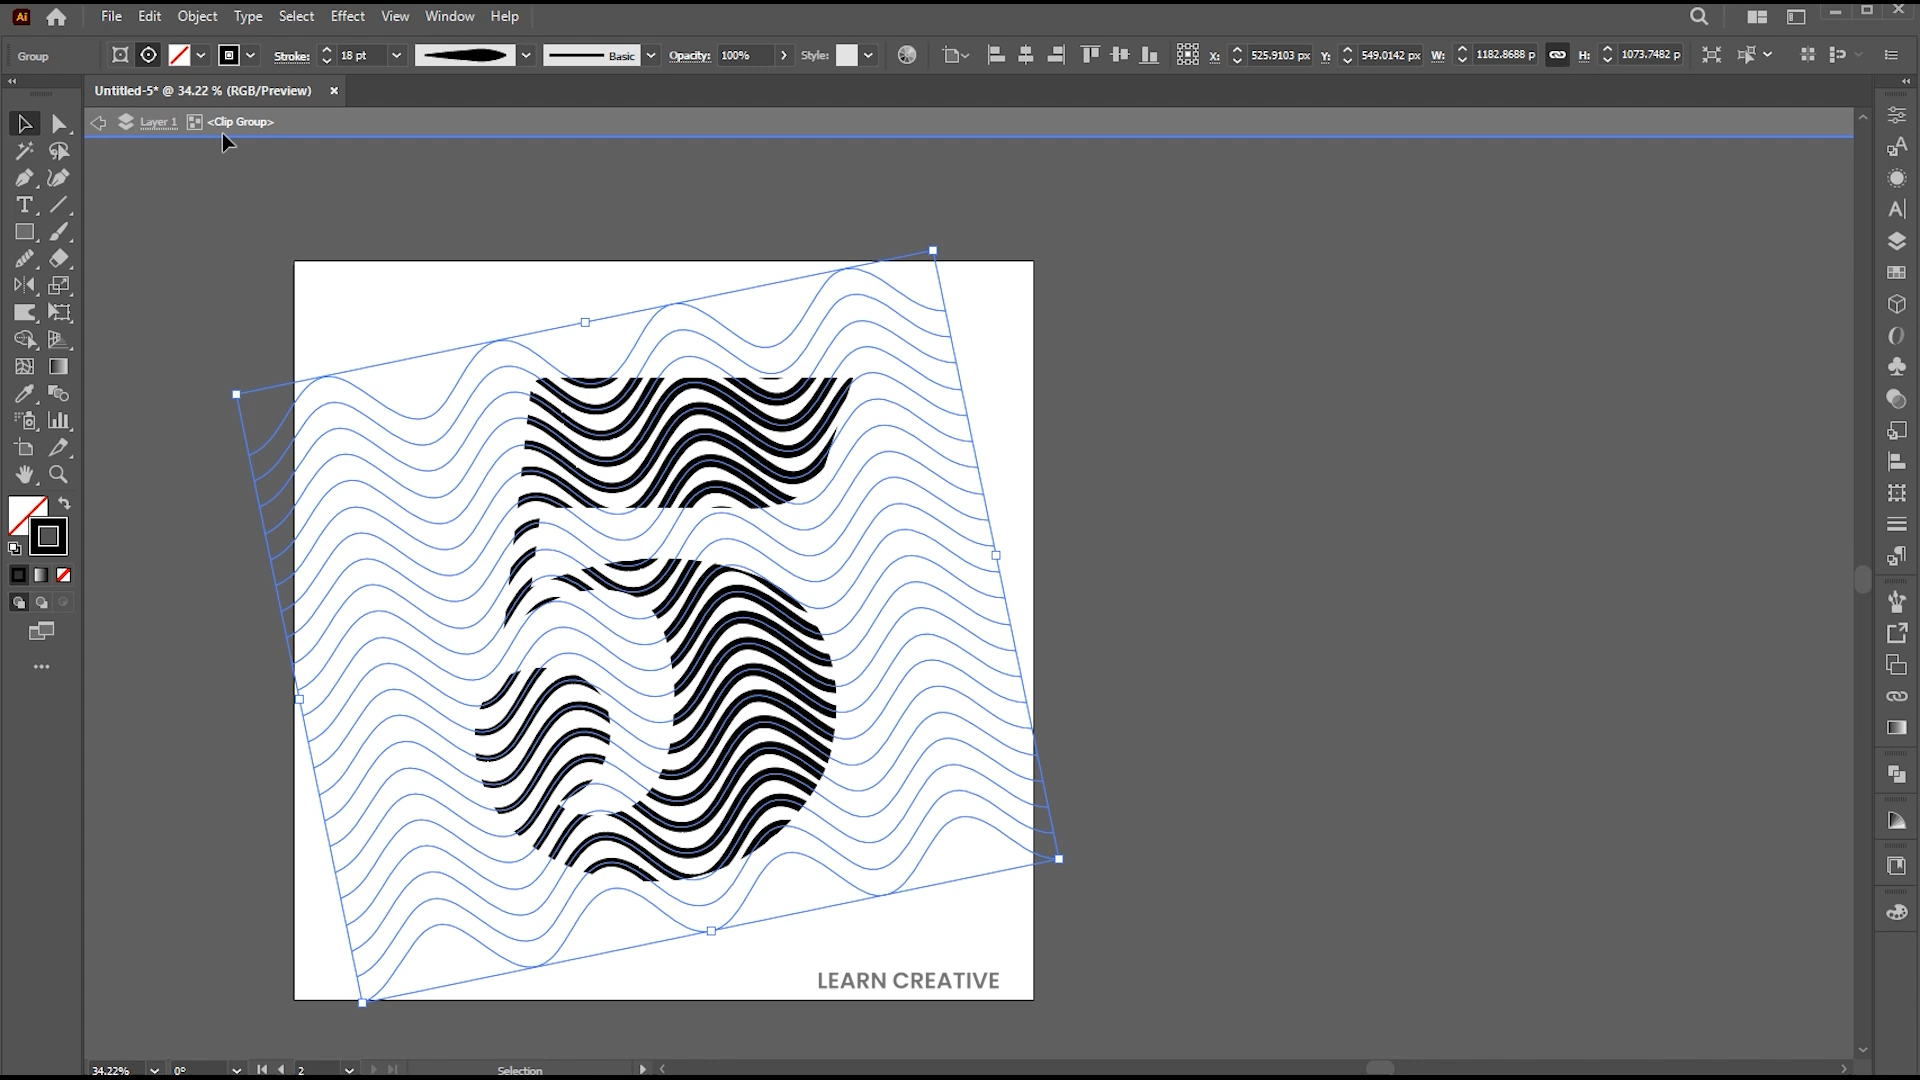 Ai File Edit Object Type Select Effect View Window Help
Group Stroke: 18 pt Basic Opacity: 100% Style: X: 525.9103 px Y: 549.0142 px W: 1182.8688 p H: 1073.7482 p
Untitled-5* @ 34.22 % (RGB/Preview) ×
Layer 1 <Clip Group>
5
LEARN CREATIVE
34.22% 0° 2 Selection